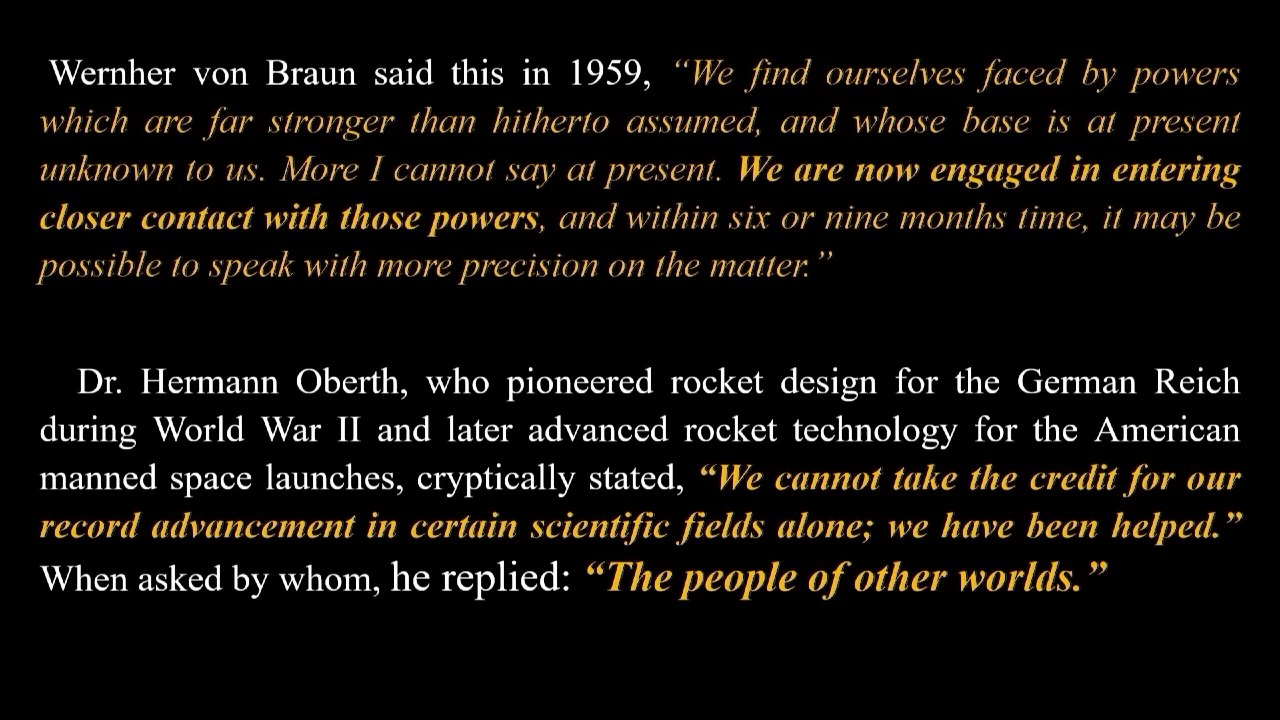 Wernher von Braun said this in 1959, “We find ourselves faced by powers
which are far stronger than hitherto assumed, and whose base is at present
unknown to us. More I cannot say at present. We are now engaged in entering
closer contact with those powers, and within six or nine months time, it may be
possible to speak with more precision on the matter.”
Dr. Hermann Oberth, who pioneered rocket design for the German Reich
during World War II and later advanced rocket technology for the American
manned space launches, cryptically stated, “We cannot take the credit for our
record advancement in certain scientific fields alone; we have been helped.”
When asked by whom, he replied: “The people of other worlds.”